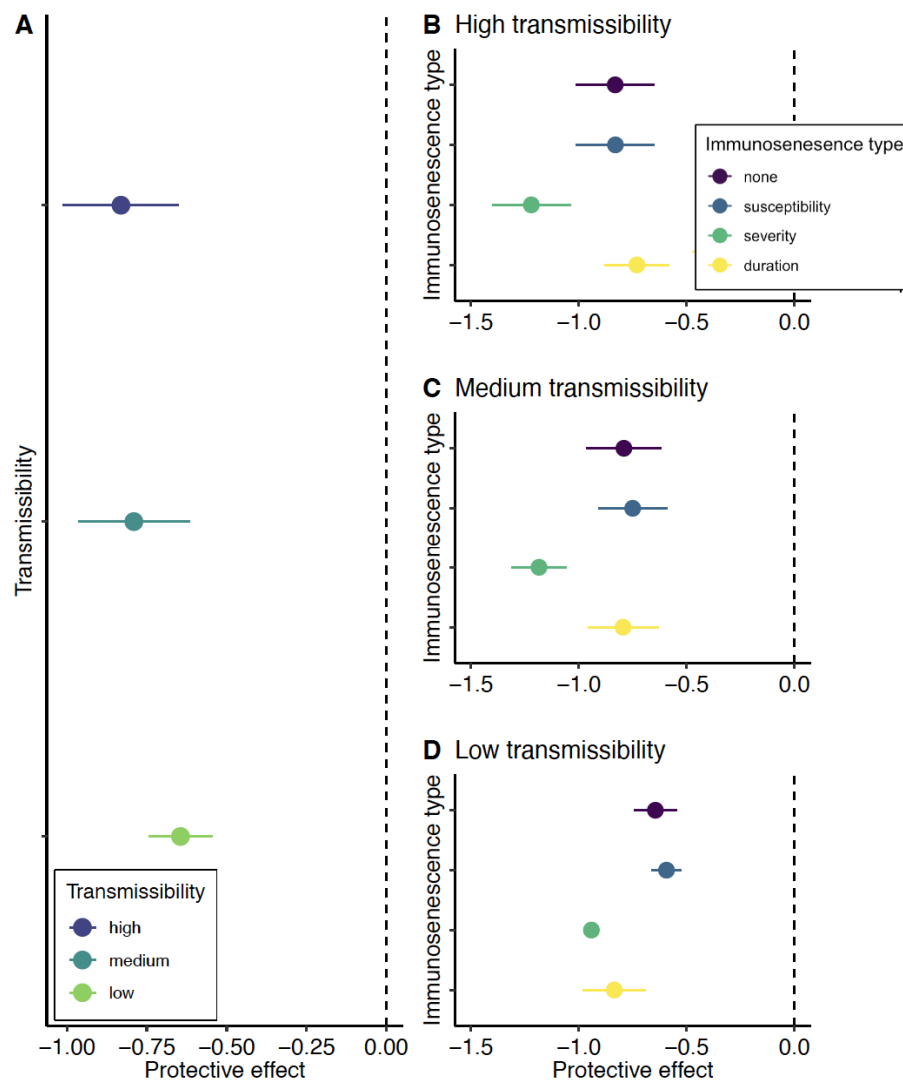 A
Transmissibility
Transmissibility
high
medium
low
−1.00 −0.75 −0.50 −0.25 0.00
Protective effect
B High transmissibility
Immunosenescence type
Immunosenesence type
none
susceptibility
severity
duration
−1.5 −1.0 −0.5 0.0
C Medium transmissibility
Immunosenescence type
−1.5 −1.0 −0.5 0.0
D Low transmissibility
Immunosenescence type
−1.5 −1.0 −0.5 0.0
Protective effect